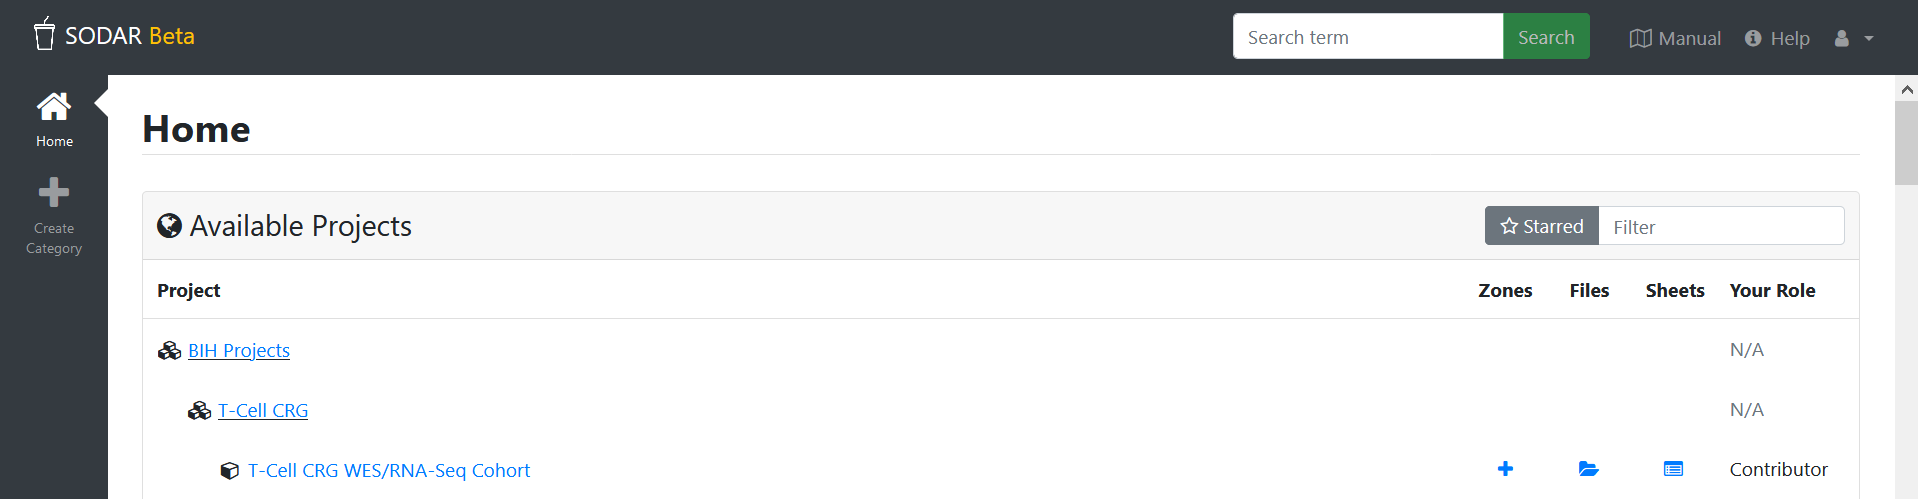 SODAR Beta
Search term
Search
Manual
Help
Home
Create
Category
Home
Available Projects
Starred
Filter
Project Zones Files Sheets Your Role
BIH Projects N/A
T-Cell CRG N/A
T-Cell CRG WES/RNA-Seq Cohort Contributor